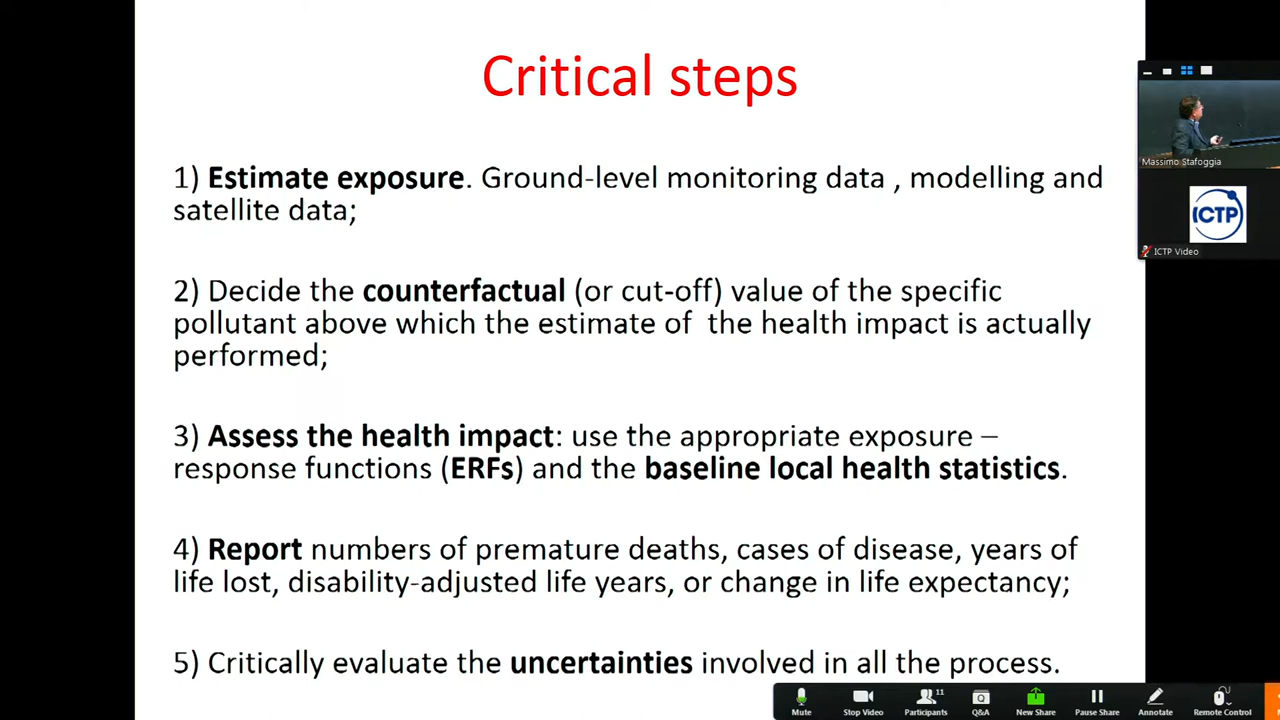 Critical steps
1) Estimate exposure. Ground-level monitoring data , modelling and
satellite data;
2) Decide the counterfactual (or cut-off) value of the specific
pollutant above which the estimate of the health impact is actually
performed;
3) Assess the health impact: use the appropriate exposure –
response functions (ERFs) and the baseline local health statistics.
4) Report numbers of premature deaths, cases of disease, years of
life lost, disability-adjusted life years, or change in life expectancy;
5) Critically evaluate the uncertainties involved in all the process.
Massimo Stafoggia
ICTP
ICTP Video
Mute
Stop Video
Participants
11
Q&A
New Share
Pause Share
Annotate
Remote Control